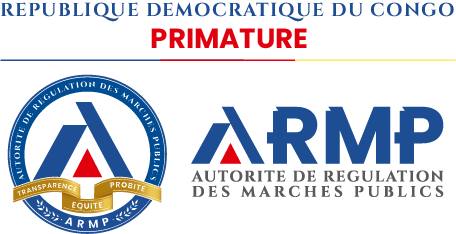 REPUBLIQUE DEMOCRATIQUE DU CONGO
PRIMATURE
AUTORITE DE REGULATION DES MARCHES PUBLICS
TRANSPARENCE
EQUITE
PROBITE
ARMP
ARMP
AUTORITE DE REGULATION
DES MARCHES PUBLICS